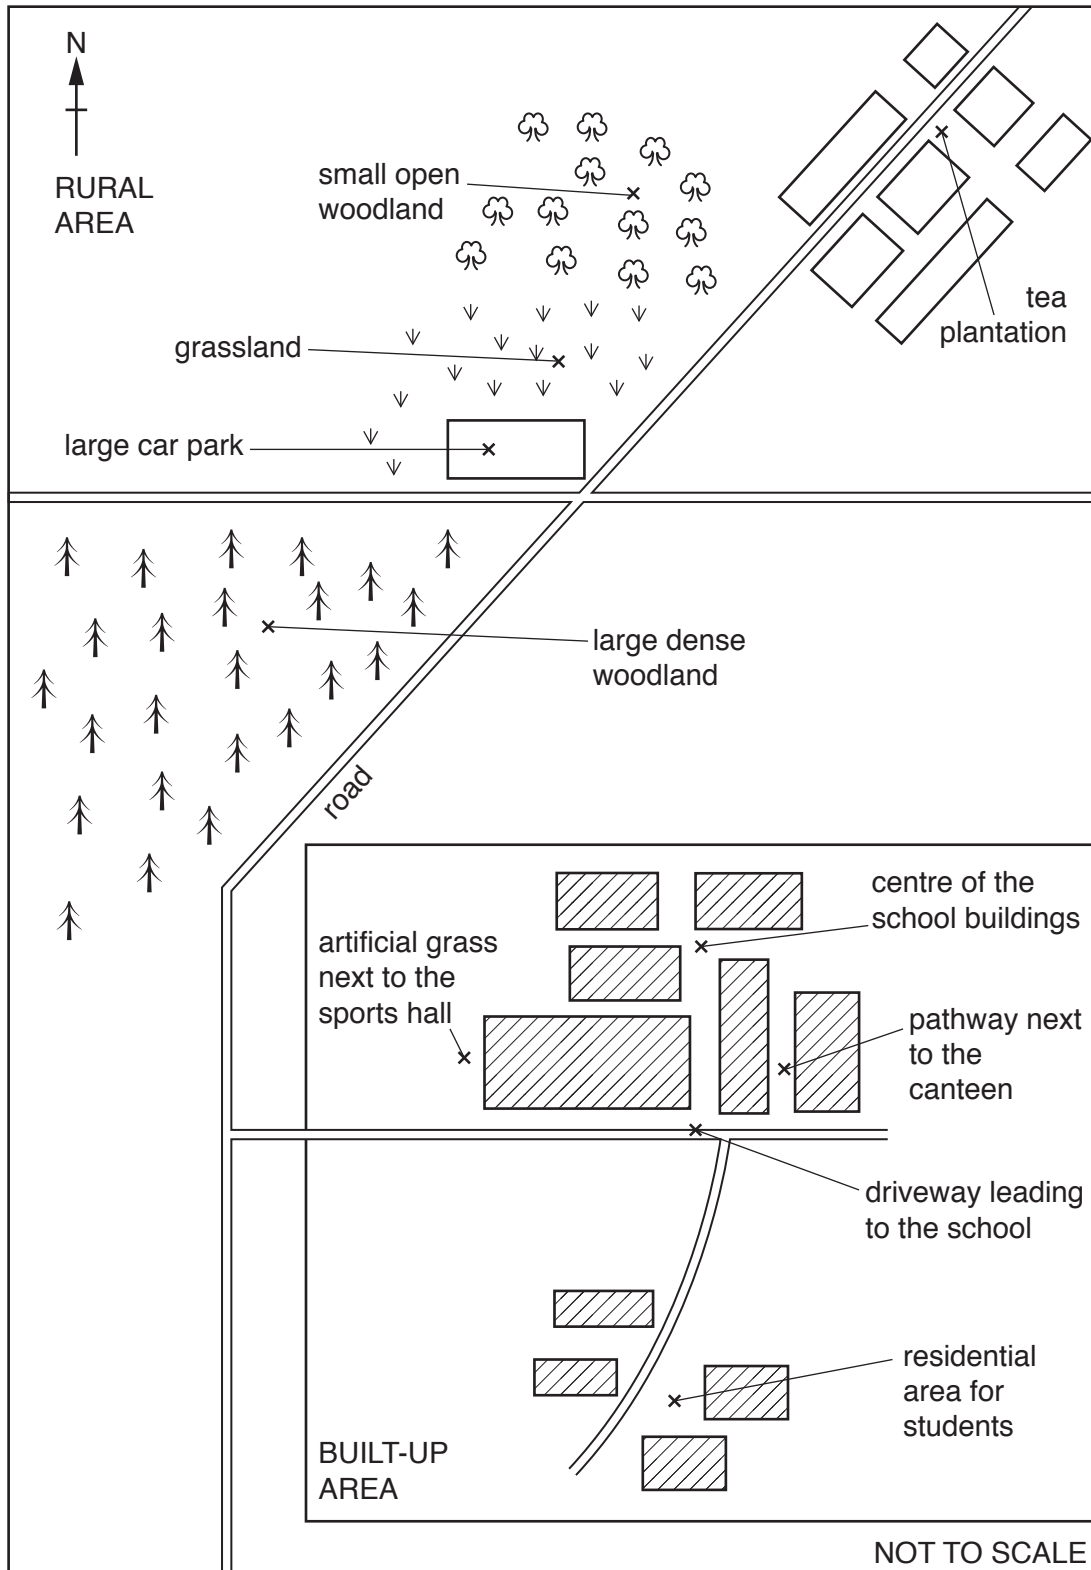 N
RURAL
AREA
small open
woodland
grassland
large car park
tea
plantation
large dense
woodland
road
centre of the
school buildings
artificial grass
next to the
sports hall
pathway next
to the
canteen
driveway leading
to the school
residential
area for
students
BUILT-UP
AREA
NOT TO SCALE